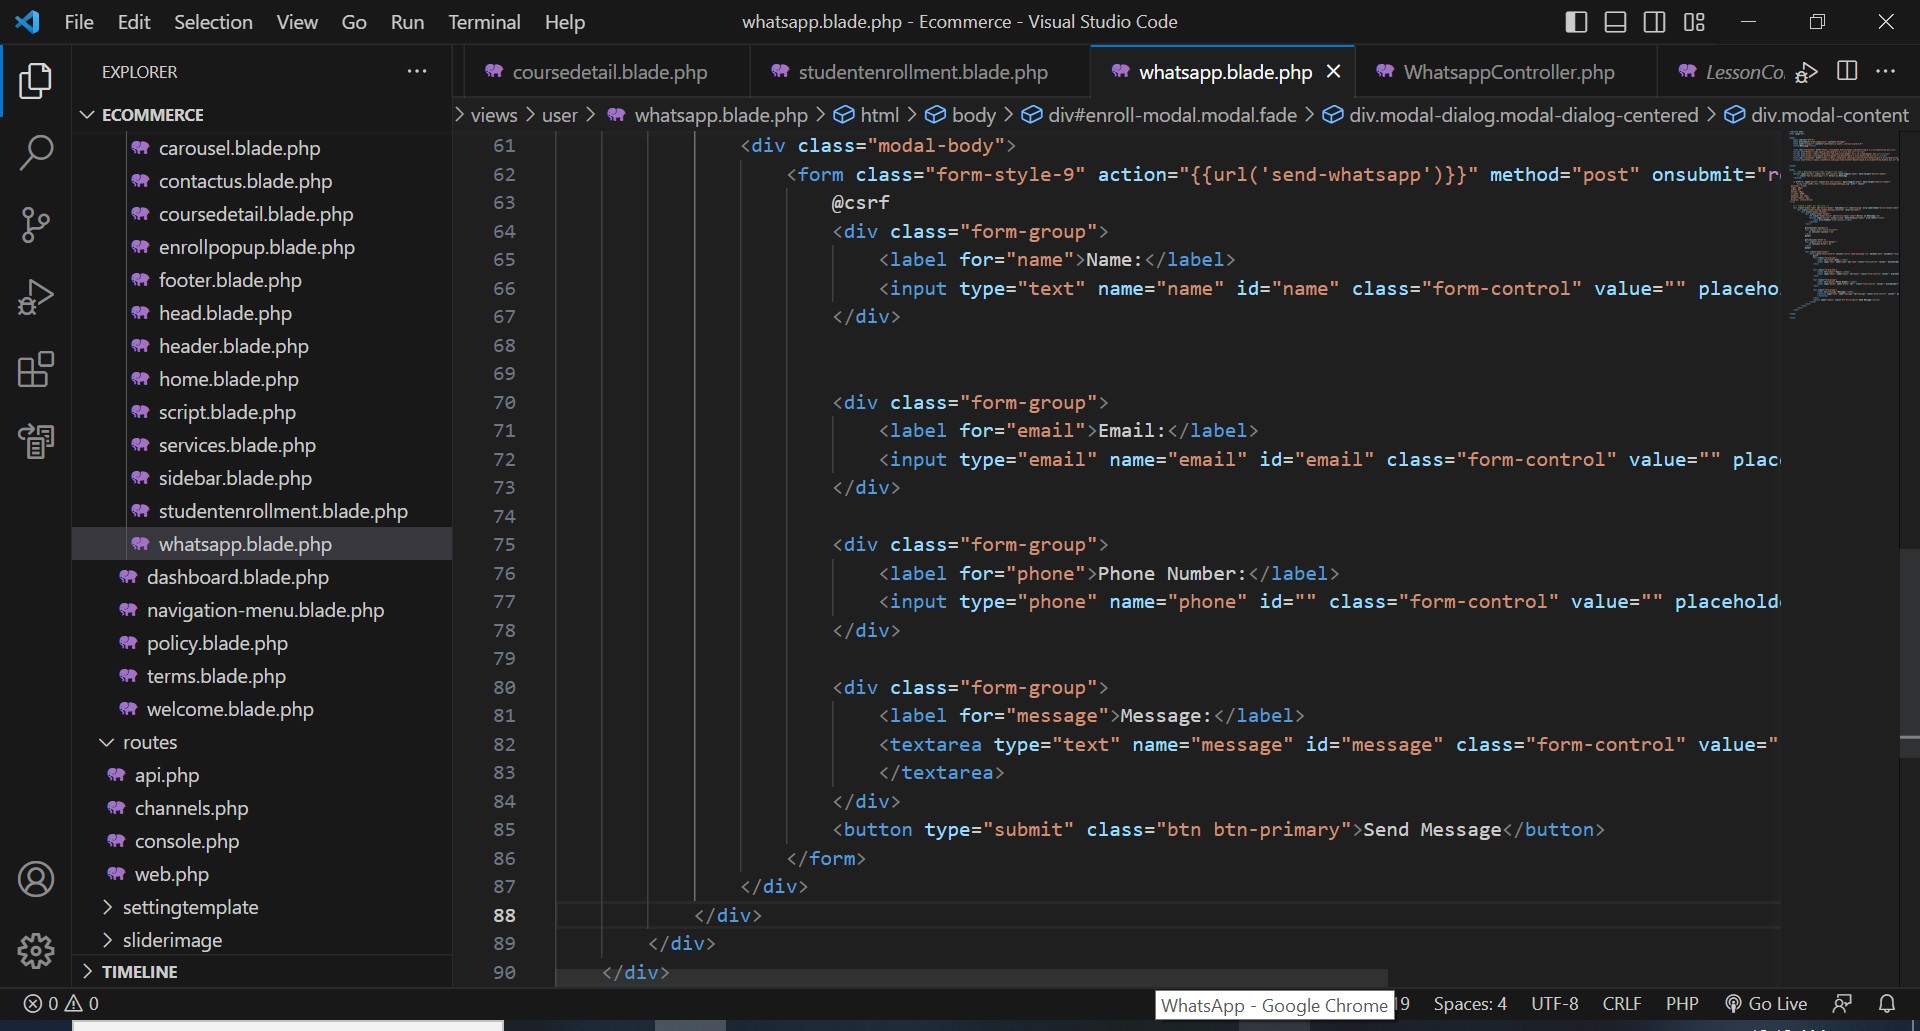 File Edit Selection View Go Run Terminal Help
whatsapp.blade.php - Ecommerce - Visual Studio Code
EXPLORER
coursedetail.blade.php
studentenrollment.blade.php
whatsapp.blade.php
WhatsappController.php
LessonCo
ECOMMERCE
views > user > whatsapp.blade.php > html > body > div#enroll-modal.modal.fade > div.modal-dialog.modal-dialog-centered > div.modal-content
carousel.blade.php
contactus.blade.php
coursedetail.blade.php
enrollpopup.blade.php
footer.blade.php
head.blade.php
header.blade.php
home.blade.php
script.blade.php
services.blade.php
sidebar.blade.php
studentenrollment.blade.php
whatsapp.blade.php
dashboard.blade.php
navigation-menu.blade.php
policy.blade.php
terms.blade.php
welcome.blade.php
routes
api.php
channels.php
console.php
web.php
settingtemplate
sliderimage
TIMELINE
61 <div class="modal-body">
62 <form class="form-style-9" action="{{url('send-whatsapp')}}" method="post" onsubmit="r
63 @csrf
64 <div class="form-group">
65 <label for="name">Name:</label>
66 <input type="text" name="name" id="name" class="form-control" value="" placeho
67 </div>
68
69
70 <div class="form-group">
71 <label for="email">Email:</label>
72 <input type="email" name="email" id="email" class="form-control" value="" plac
73 </div>
74
75 <div class="form-group">
76 <label for="phone">Phone Number:</label>
77 <input type="phone" name="phone" id="" class="form-control" value="" placehold
78 </div>
79
80 <div class="form-group">
81 <label for="message">Message:</label>
82 <textarea type="text" name="message" id="message" class="form-control" value="
83 </textarea>
84 </div>
85 <button type="submit" class="btn btn-primary">Send Message</button>
86 </form>
87 </div>
88 </div>
89 </div>
90 </div>
0 0
WhatsApp - Google Chrome
19 Spaces: 4 UTF-8 CRLF PHP Go Live